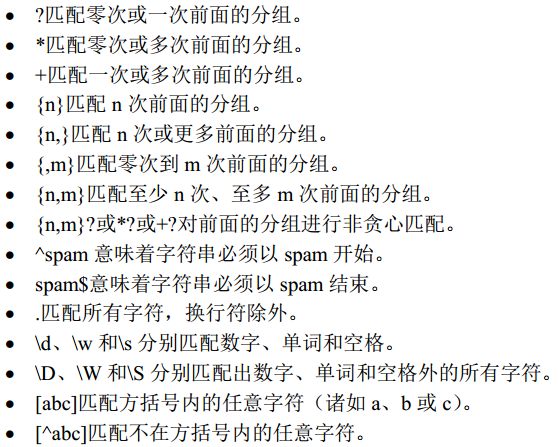 • ?匹配零次或一次前面的分组。
• *匹配零次或多次前面的分组。
• +匹配一次或多次前面的分组。
• {n}匹配 n 次前面的分组。
• {n,}匹配 n 次或更多前面的分组。
• {,m}匹配零次到 m 次前面的分组。
• {n,m}匹配至少 n 次、至多 m 次前面的分组。
• {n,m}?或*?或+?对前面的分组进行非贪心匹配。
• ^spam 意味着字符串必须以 spam 开始。
• spam$意味着字符串必须以 spam 结束。
• .匹配所有字符，换行符除外。
• \d、\w 和\s 分别匹配数字、单词和空格。
• \D、\W 和\S 分别匹配出数字、单词和空格外的所有字符。
• [abc]匹配方括号内的任意字符（诸如 a、b 或 c）。
• [^abc]匹配不在方括号内的任意字符。